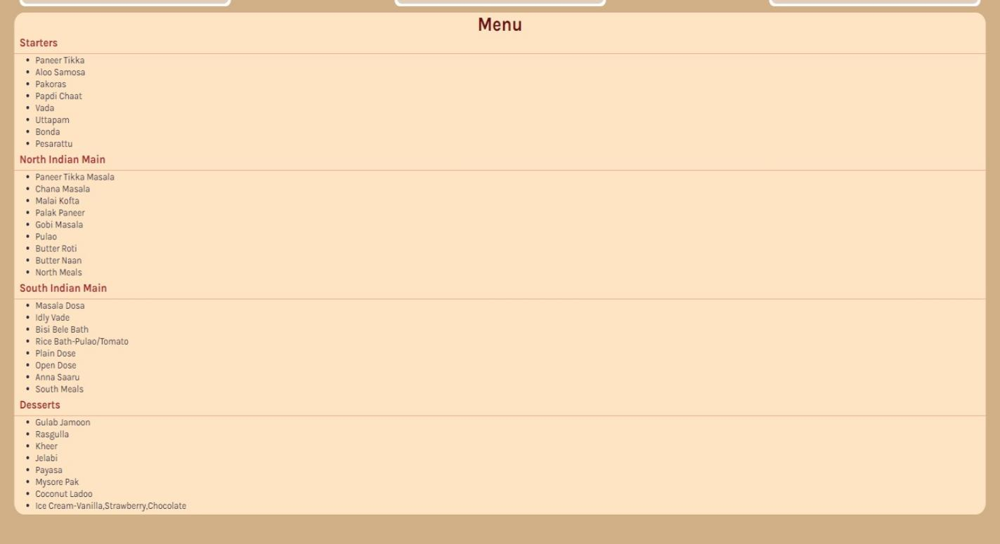 Menu
Starters
Paneer Tikka
Aloo Samosa
Pakoras
Papdi Chaat
Vada
Uttapam
Bonda
Pesarattu
North Indian Main
Paneer Tikka Masala
Chana Masala
Malai Kofta
Palak Paneer
Gobi Masala
Pulao
Butter Roti
Butter Naan
North Meals
South Indian Main
Masala Dosa
Idly Vade
Bisi Bele Bath
Rice Bath-Pulao/Tomato
Plain Dose
Open Dose
Anna Saaru
South Meals
Desserts
Gulab Jamoon
Rasgulla
Kheer
Jelabi
Payasa
Mysore Pak
Coconut Ladoo
Ice Cream-Vanilla,Strawberry,Chocolate